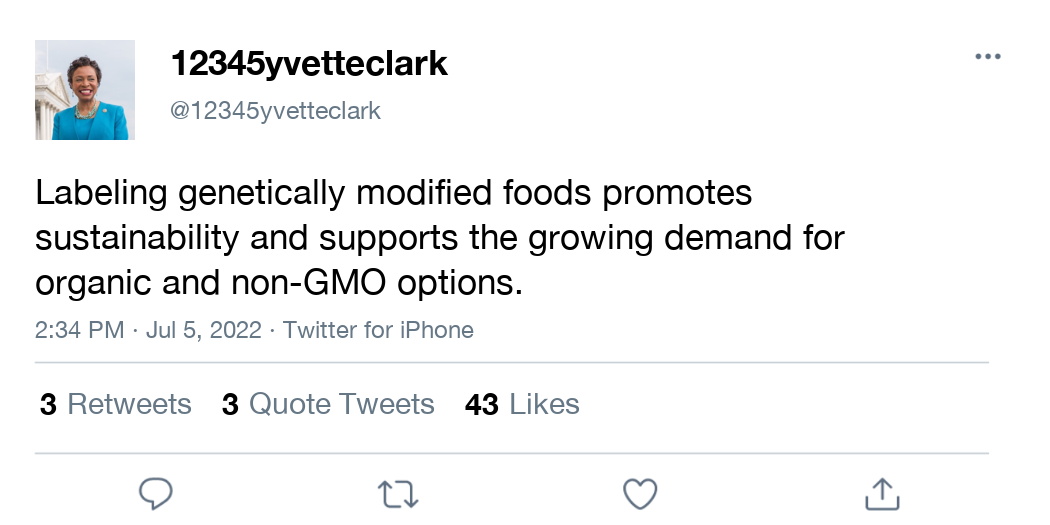 12345yvetteclark
@12345yvetteclark
Labeling genetically modified foods promotes
sustainability and supports the growing demand for
organic and non-GMO options.
2:34 PM · Jul 5, 2022 · Twitter for iPhone
3 Retweets 3 Quote Tweets 43 Likes